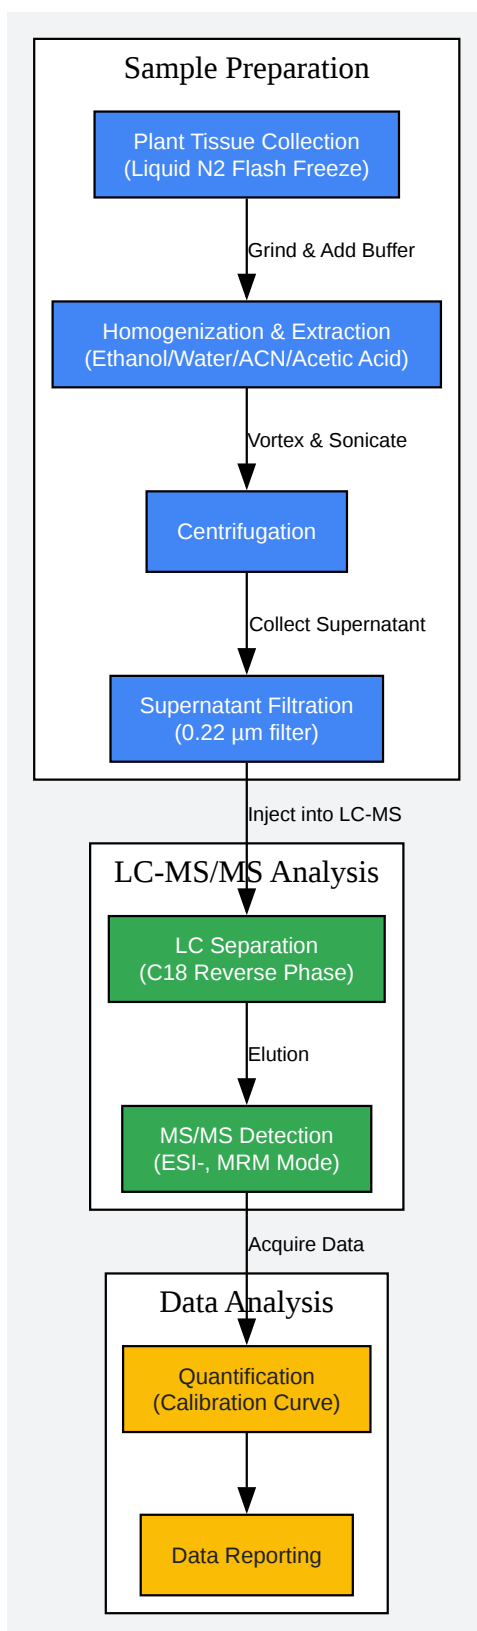 Sample Preparation
Plant Tissue Collection
(Liquid N2 Flash Freeze)
Grind & Add Buffer
Homogenization & Extraction
(Ethanol/Water/ACN/Acetic Acid)
Vortex & Sonicate
Centrifugation
Collect Supernatant
Supernatant Filtration
(0.22 µm filter)
Inject into LC-MS
LC-MS/MS Analysis
LC Separation
(C18 Reverse Phase)
Elution
MS/MS Detection
(ESI-, MRM Mode)
Acquire Data
Data Analysis
Quantification
(Calibration Curve)
Data Reporting